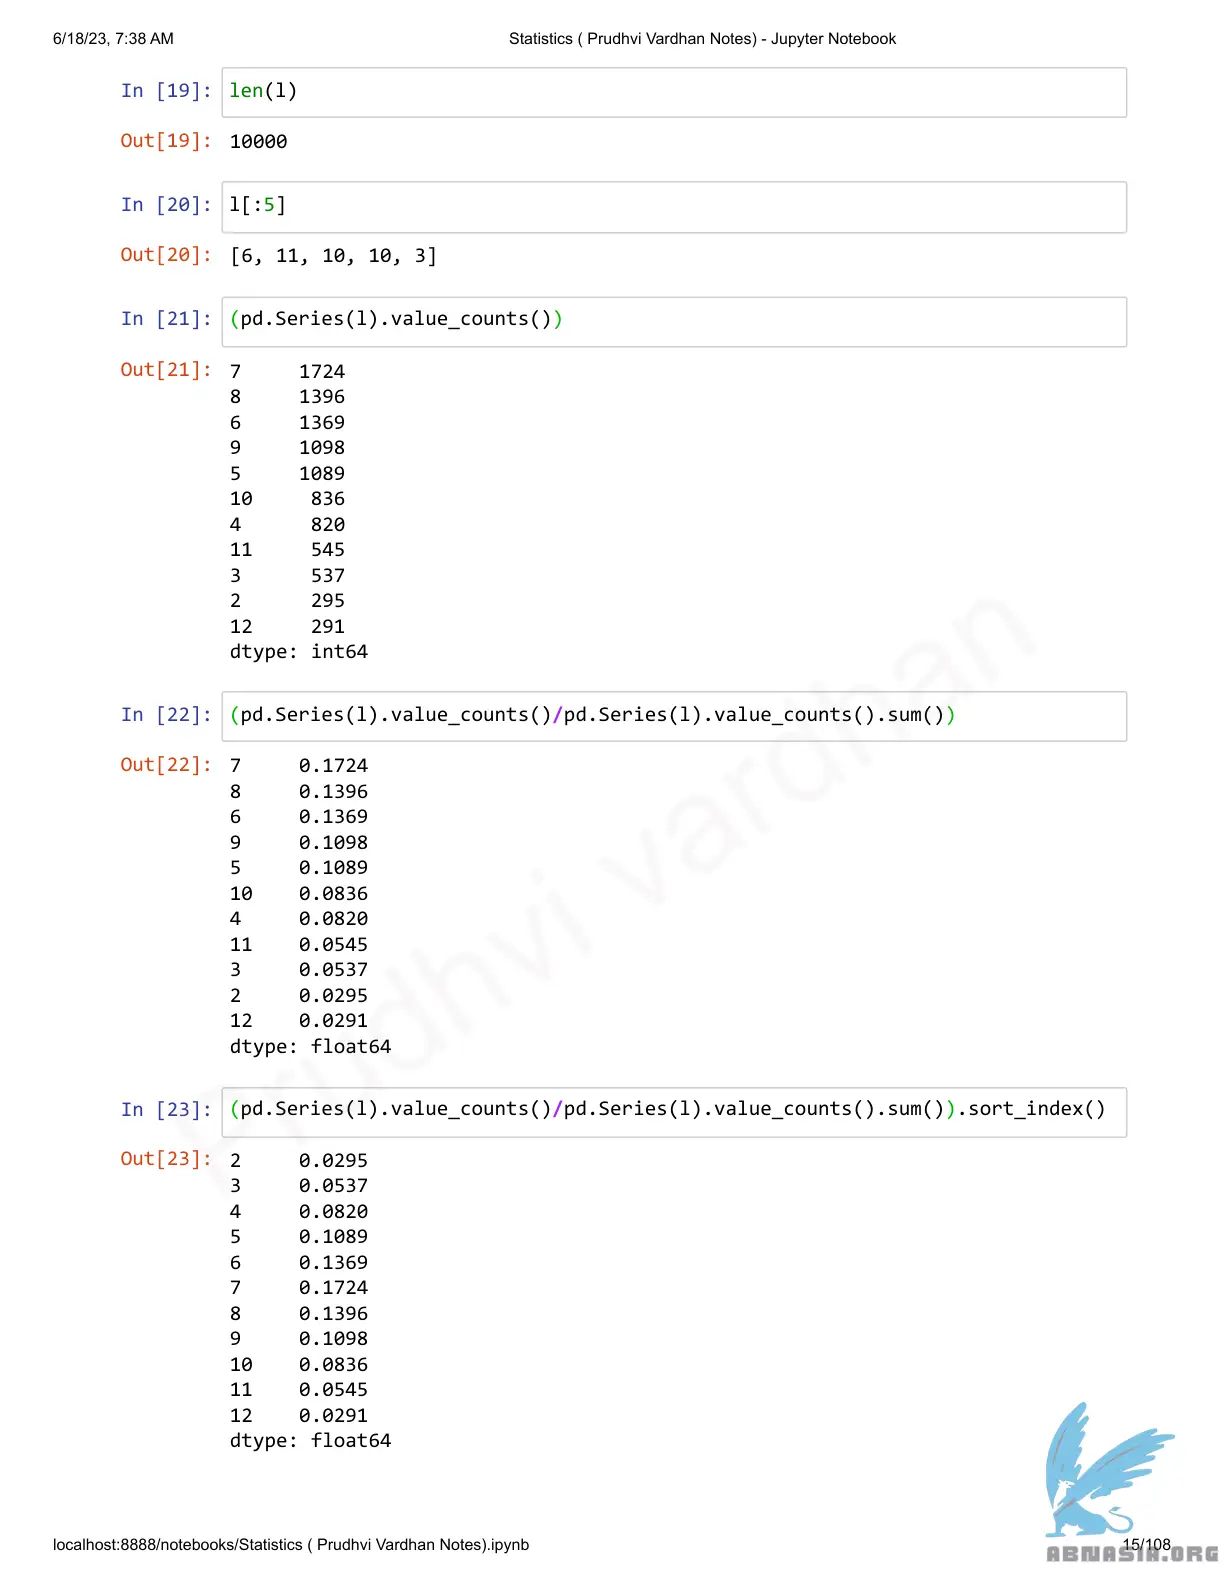 6/18/23, 7:38 AM Statistics ( Prudhvi Vardhan Notes) - Jupyter Notebook
In [19]: len(l)
Out[19]: 10000
In [20]: l[:5]
Out[20]: [6, 11, 10, 10, 3]
In [21]: (pd.Series(l).value_counts())
Out[21]: 7 1724
8 1396
6 1369
9 1098
5 1089
10 836
4 820
11 545
3 537
2 295
12 291
dtype: int64
In [22]: (pd.Series(l).value_counts()/pd.Series(l).value_counts().sum())
Out[22]: 7 0.1724
8 0.1396
6 0.1369
9 0.1098
5 0.1089
10 0.0836
4 0.0820
11 0.0545
3 0.0537
2 0.0295
12 0.0291
dtype: float64
In [23]: (pd.Series(l).value_counts()/pd.Series(l).value_counts().sum()).sort_index()
Out[23]: 2 0.0295
3 0.0537
4 0.0820
5 0.1089
6 0.1369
7 0.1724
8 0.1396
9 0.1098
10 0.0836
11 0.0545
12 0.0291
dtype: float64
Prudhvi vardhan
localhost:8888/notebooks/Statistics ( Prudhvi Vardhan Notes).ipynb 15/108
ABNASIA.ORG